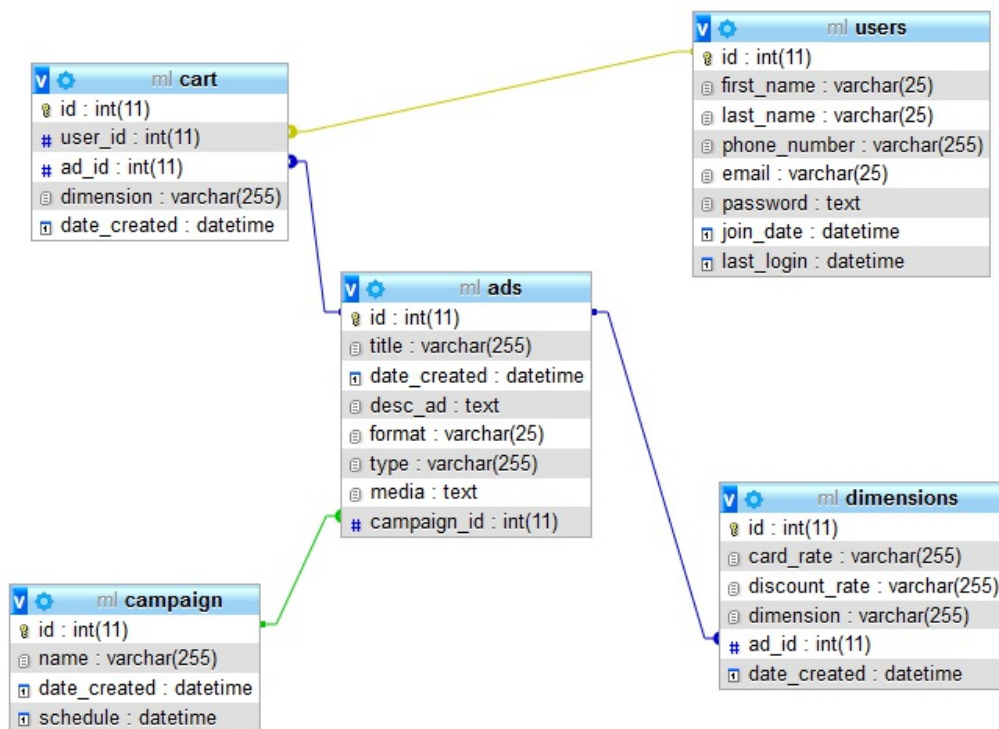 ml users
id : int(11)
first_name : varchar(25)
last_name : varchar(25)
phone_number : varchar(255)
email : varchar(25)
password : text
join_date : datetime
last_login : datetime
ml cart
id : int(11)
user_id : int(11)
ad_id : int(11)
dimension : varchar(255)
date_created : datetime
ml ads
id : int(11)
title : varchar(255)
date_created : datetime
desc_ad : text
format : varchar(25)
type : varchar(255)
media : text
campaign_id : int(11)
ml dimensions
id : int(11)
card_rate : varchar(255)
discount_rate : varchar(255)
dimension : varchar(255)
ad_id : int(11)
date_created : datetime
ml campaign
id : int(11)
name : varchar(255)
date_created : datetime
schedule : datetime